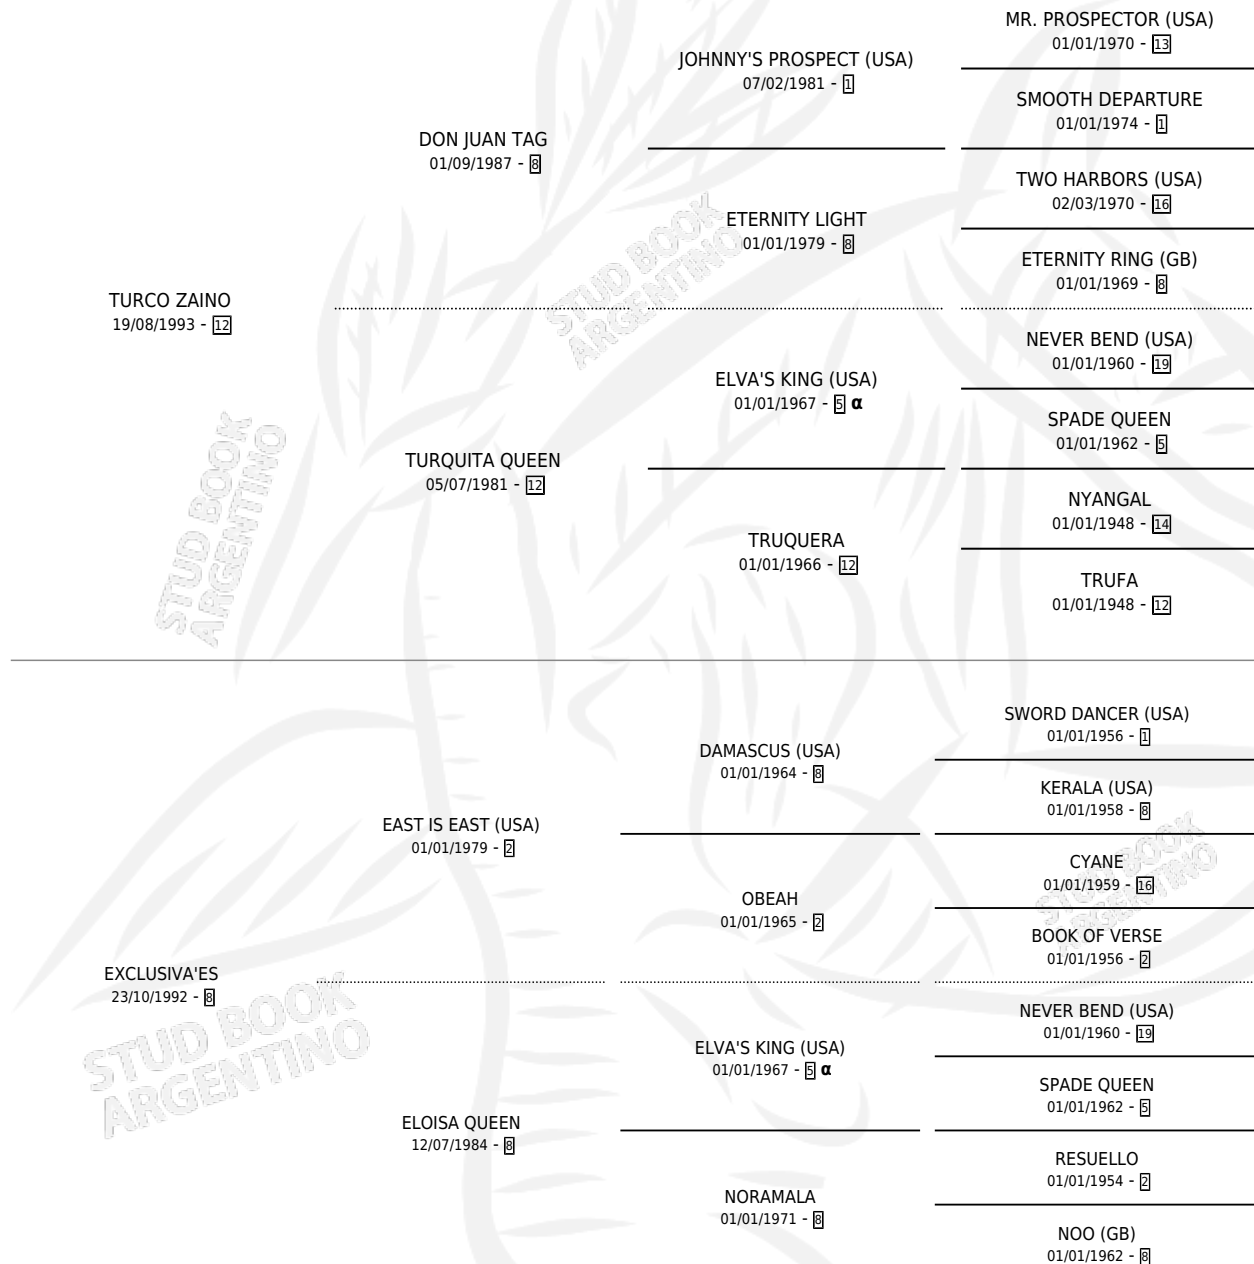 MR. PROSPECTOR (USA)
01/01/1970 - 13
JOHNNY'S PROSPECT (USA)
07/02/1981 - 1
SMOOTH DEPARTURE
01/01/1974 - 1
DON JUAN TAG
01/09/1987 - 8
TWO HARBORS (USA)
02/03/1970 - 16
ETERNITY LIGHT
01/01/1979 - 8
ETERNITY RING (GB)
01/01/1969 - 8
TURCO ZAINO
19/08/1993 - 12
NEVER BEND (USA)
01/01/1960 - 19
ELVA'S KING (USA)
01/01/1967 - 5 α
SPADE QUEEN
01/01/1962 - 5
TURQUITA QUEEN
05/07/1981 - 12
NYANGAL
01/01/1948 - 14
TRUQUERA
01/01/1966 - 12
TRUFA
01/01/1948 - 12
SWORD DANCER (USA)
01/01/1956 - 1
DAMASCUS (USA)
01/01/1964 - 8
KERALA (USA)
01/01/1958 - 8
EAST IS EAST (USA)
01/01/1979 - 2
CYANE
01/01/1959 - 16
OBEAH
01/01/1965 - 2
BOOK OF VERSE
01/01/1956 - 2
EXCLUSIVA'ES
23/10/1992 - 8
NEVER BEND (USA)
01/01/1960 - 19
ELVA'S KING (USA)
01/01/1967 - 5 α
SPADE QUEEN
01/01/1962 - 5
ELOISA QUEEN
12/07/1984 - 8
RESUELLO
01/01/1954 - 2
NORAMALA
01/01/1971 - 8
NOO (GB)
01/01/1962 - 8
STUD BOOK
ARGENTINO
STUD BOOK
ARGENTINO
STUD BOOK
ARGENTINO
STUD BOOK
ARGENTINO